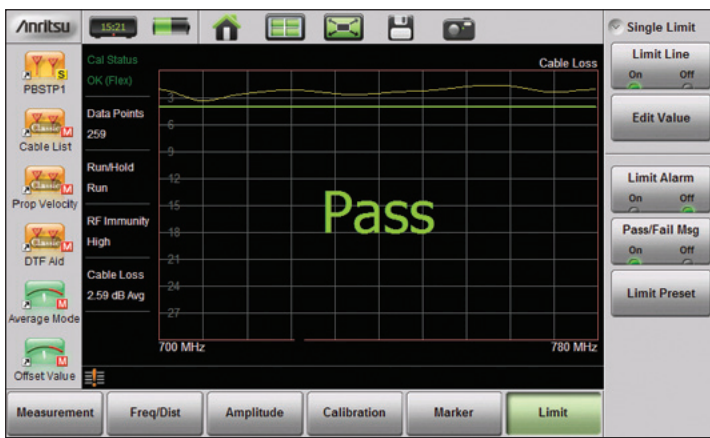 Anritsu
15:21
Single Limit
PBSTP1
S
Classic M
Cable List
Classic M
Prop Velocity
Classic M
DTF Aid
M
Average Mode
M
Offset Value
Cal Status
OK (Flex)
Data Points
259
Run/Hold
Run
RF Immunity
High
Cable Loss
2.59 dB Avg
Cable Loss
3
6
9
12
15
18
21
24
27
Pass
700 MHz
780 MHz
Limit Line
On Off
Edit Value
Limit Alarm
On Off
Pass/Fail Msg
On Off
Limit Preset
Measurement
Freq/Dist
Amplitude
Calibration
Marker
Limit